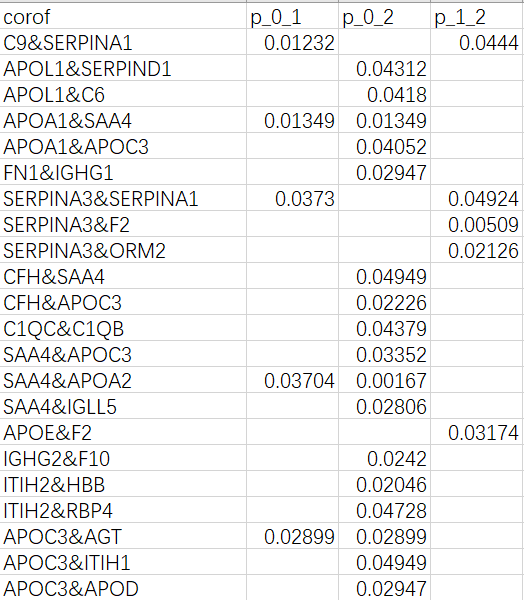 corof p_0_1 p_0_2 p_1_2
C9&SERPINA1 0.01232 0.0444
APOL1&SERPIND1 0.04312
APOL1&C6 0.0418
APOA1&SAA4 0.01349 0.01349
APOA1&APOC3 0.04052
FN1&IGHG1 0.02947
SERPINA3&SERPINA1 0.0373 0.04924
SERPINA3&F2 0.00509
SERPINA3&ORM2 0.02126
CFH&SAA4 0.04949
CFH&APOC3 0.02226
C1QC&C1QB 0.04379
SAA4&APOC3 0.03352
SAA4&APOA2 0.03704 0.00167
SAA4&IGLL5 0.02806
APOE&F2 0.03174
IGHG2&F10 0.0242
ITIH2&HBB 0.02046
ITIH2&RBP4 0.04728
APOC3&AGT 0.02899 0.02899
APOC3&ITIH1 0.04949
APOC3&APOD 0.02947